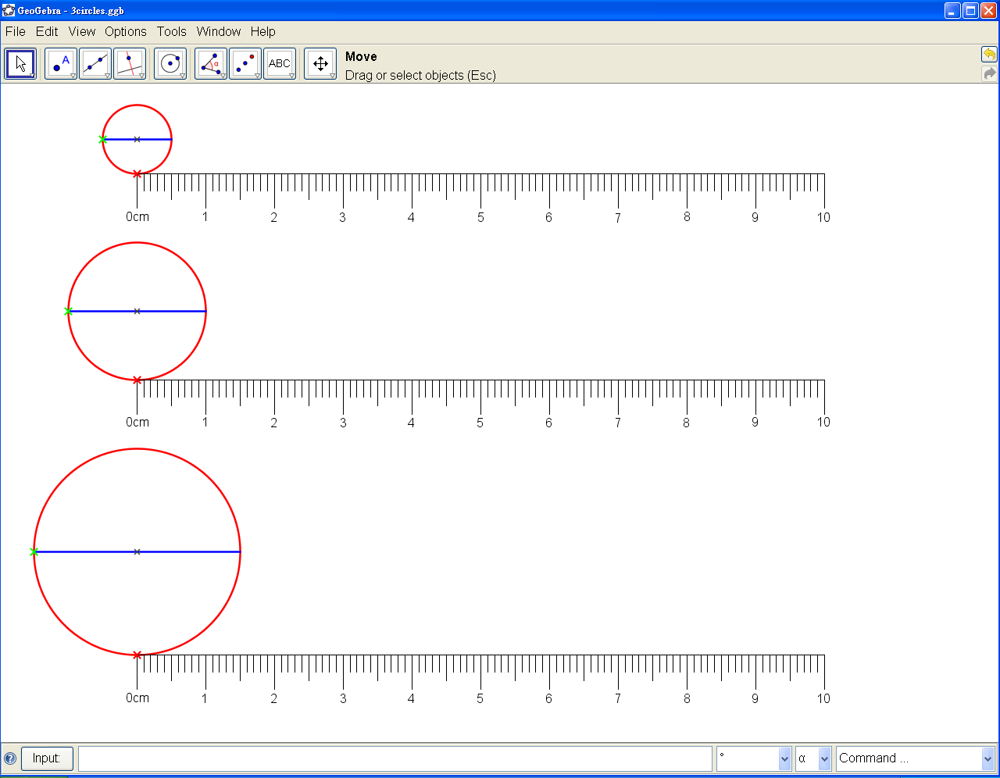 GeoGebra - 3circles.ggb
File Edit View Options Tools Window Help
A
α
ABC
Move
Drag or select objects (Esc)
0cm 1 2 3 4 5 6 7 8 9 10
0cm 1 2 3 4 5 6 7 8 9 10
0cm 1 2 3 4 5 6 7 8 9 10
? Input: ° α Command ...